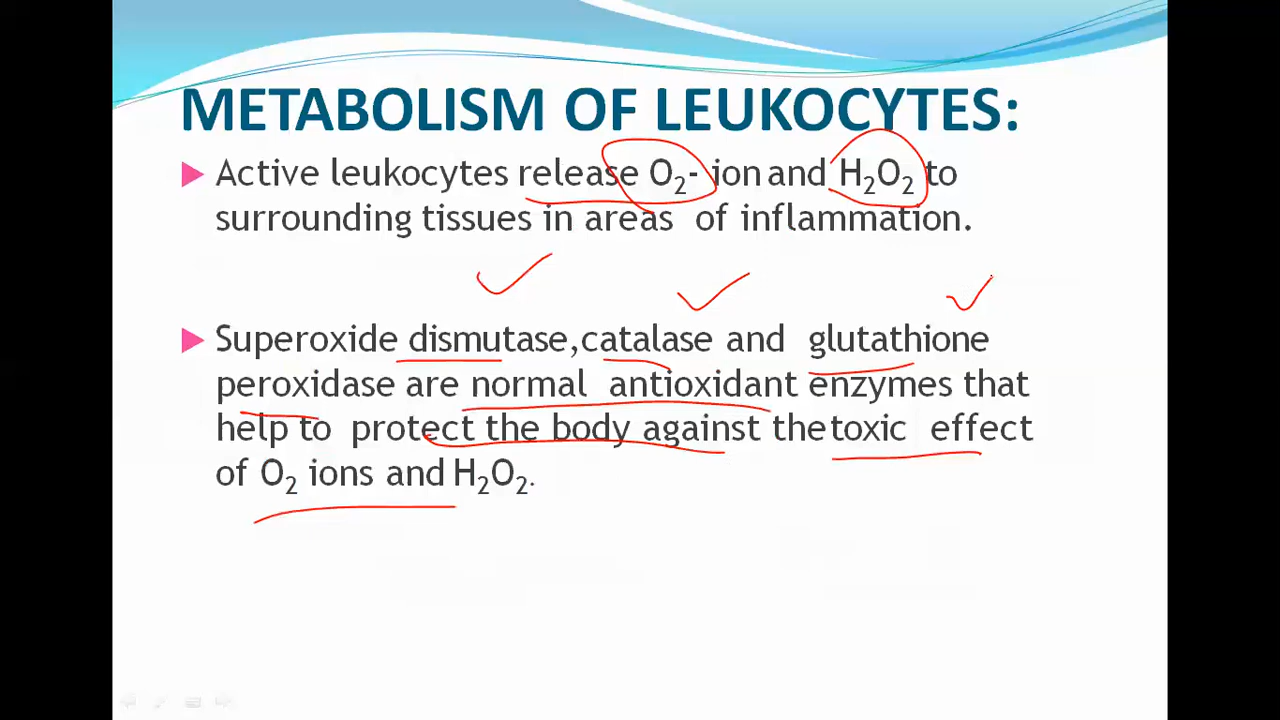 METABOLISM OF LEUKOCYTES:
Active leukocytes release O₂- ion and H₂O₂ to
surrounding tissues in areas of inflammation.
Superoxide dismutase,catalase and glutathione
peroxidase are normal antioxidant enzymes that
help to protect the body against the toxic effect
of O₂ ions and H₂O₂.